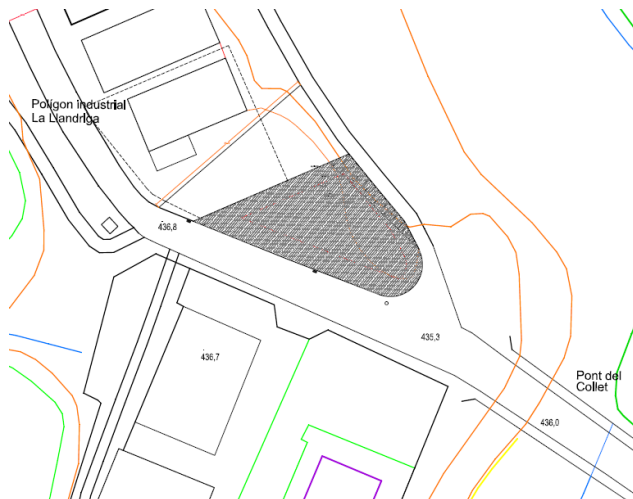 Polígon industrial
La Llandriga
436,8
435,3
436,7
Pont del
Collet
436,0